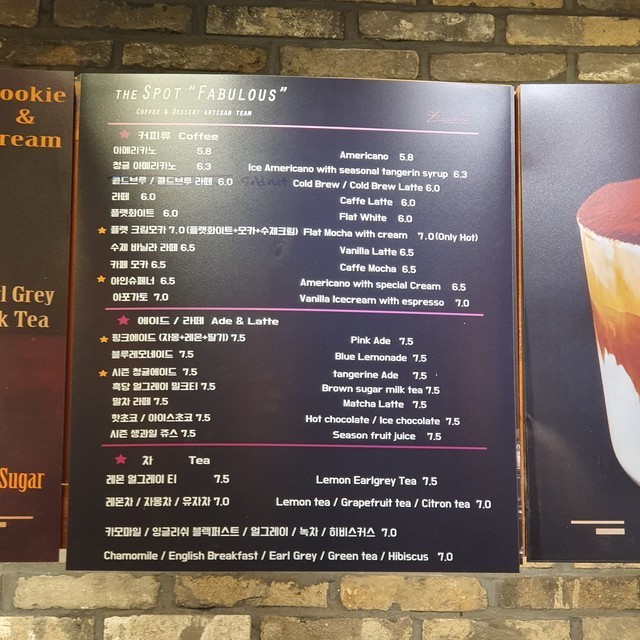 ookie
&
ream
l Grey
k Tea
Sugar
THE SPOT "FABULOUS"
COFFEE & DESSERT ARTISAN TEAM
★ 커피류 Coffee
아메리카노 5.8 Americano 5.8
청귤 아메리카노 6.3 Ice Americano with seasonal tangerin syrup 6.3
콜드브루 / 콜드브루 라떼 6.0 Cold Brew / Cold Brew Latte 6.0
라떼 6.0 Caffe Latte 6.0
플랫화이트 6.0 Flat White 6.0
★ 플랫 크림모카 7.0 (플랫화이트+모카+수제크림) Flat Mocha with cream 7.0 (Only Hot)
수제 바닐라 라떼 6.5 Vanilla Latte 6.5
카페 모카 6.5 Caffe Mocha 6.5
★ 아인슈페너 6.5 Americano with special Cream 6.5
아포가토 7.0 Vanilla Icecream with espresso 7.0
★ 에이드 / 라떼 Ade & Latte
★ 핑크에이드 (자몽+레몬+딸기) 7.5 Pink Ade 7.5
블루레모네이드 7.5 Blue Lemonade 7.5
★ 시즌 청귤에이드 7.5 tangerine Ade 7.5
흑당 얼그레이 밀크티 7.5 Brown sugar milk tea 7.5
말차 라떼 7.5 Matcha Latte 7.5
핫초코 / 아이스초코 7.5 Hot chocolate / Ice chocolate 7.5
시즌 생과일 쥬스 7.5 Season fruit juice 7.5
★ 차 Tea
레몬 얼그레이 티 7.5 Lemon Earlgrey Tea 7.5
레몬차 / 자몽차 / 유자차 7.0 Lemon tea / Grapefruit tea / Citron tea 7.0
카모마일 / 잉글리쉬 블랙퍼스트 / 얼그레이 / 녹차 / 히비스커스 7.0
Chamomile / English Breakfast / Earl Grey / Green tea / Hibiscus 7.0